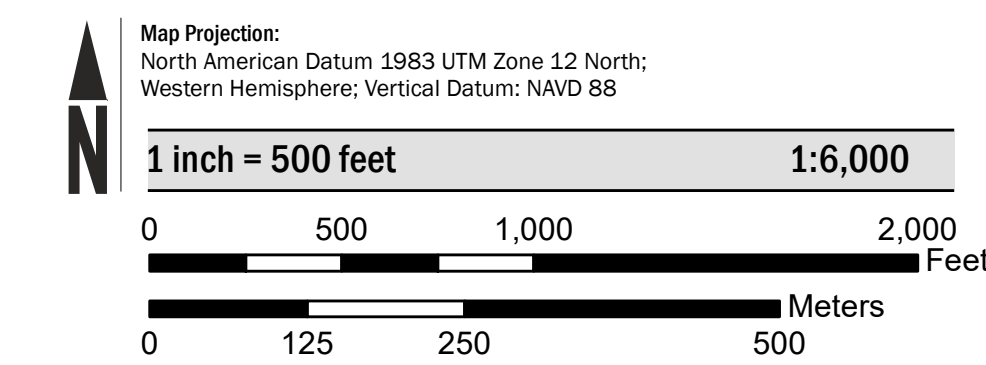 N
Map Projection:
North American Datum 1983 UTM Zone 12 North;
Western Hemisphere; Vertical Datum: NAVD 88
1 inch = 500 feet 1:6,000
0 500 1,000 2,000
Feet
Meters
0 125 250 500